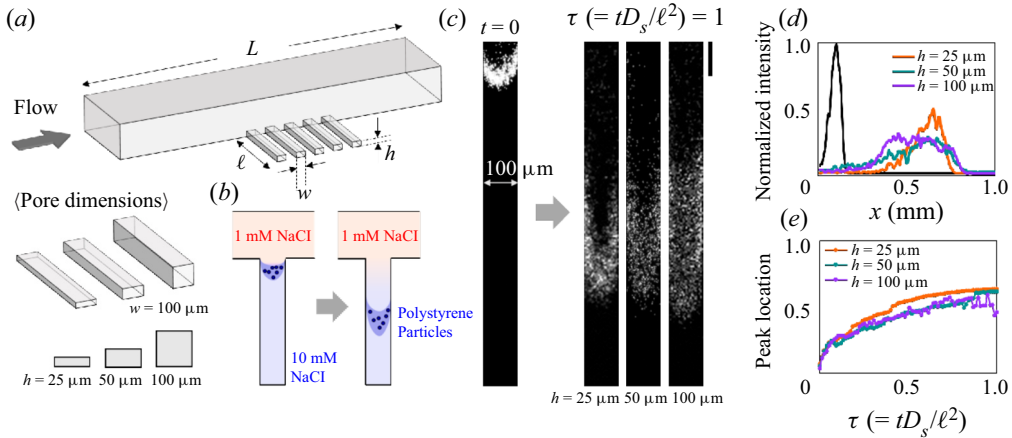 (a)
L
Flow
h
ℓ
w
⟨Pore dimensions⟩
w = 100 μm
h = 25 μm
50 μm
100 μm
(b)
1 mM NaCl
1 mM NaCl
Polystyrene
Particles
10 mM
NaCl
(c)
t = 0
τ (= tD_s/ℓ²) = 1
100 μm
h = 25 μm 50 μm 100 μm
(d)
Normalized intensity
1.0
0.5
h = 25 μm
h = 50 μm
h = 100 μm
0 0.5 1.0
x (mm)
(e)
Peak location
1.0
0.5
h = 25 μm
h = 50 μm
h = 100 μm
0 0.5 1.0
τ (= tD_s/ℓ²)